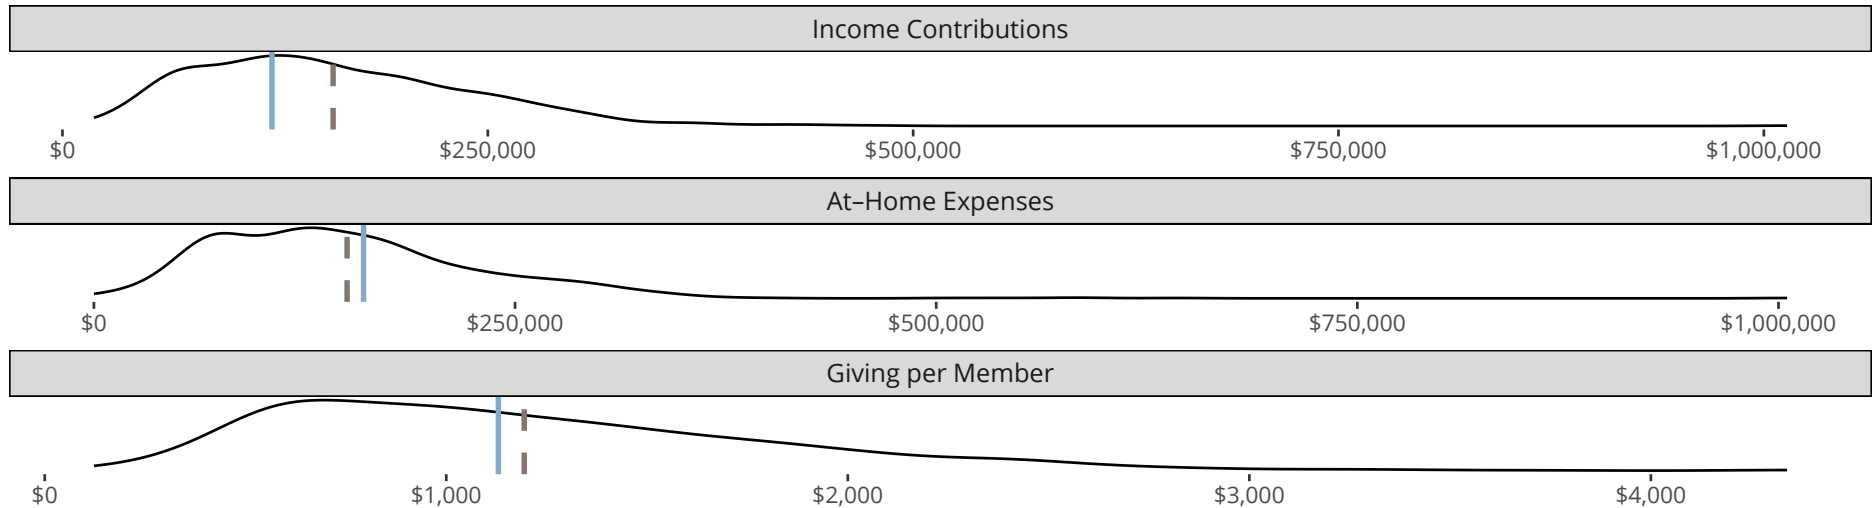 Income Contributions
$0 $250,000 $500,000 $750,000 $1,000,000
At–Home Expenses
$0 $250,000 $500,000 $750,000 $1,000,000
Giving per Member
$0 $1,000 $2,000 $3,000 $4,000